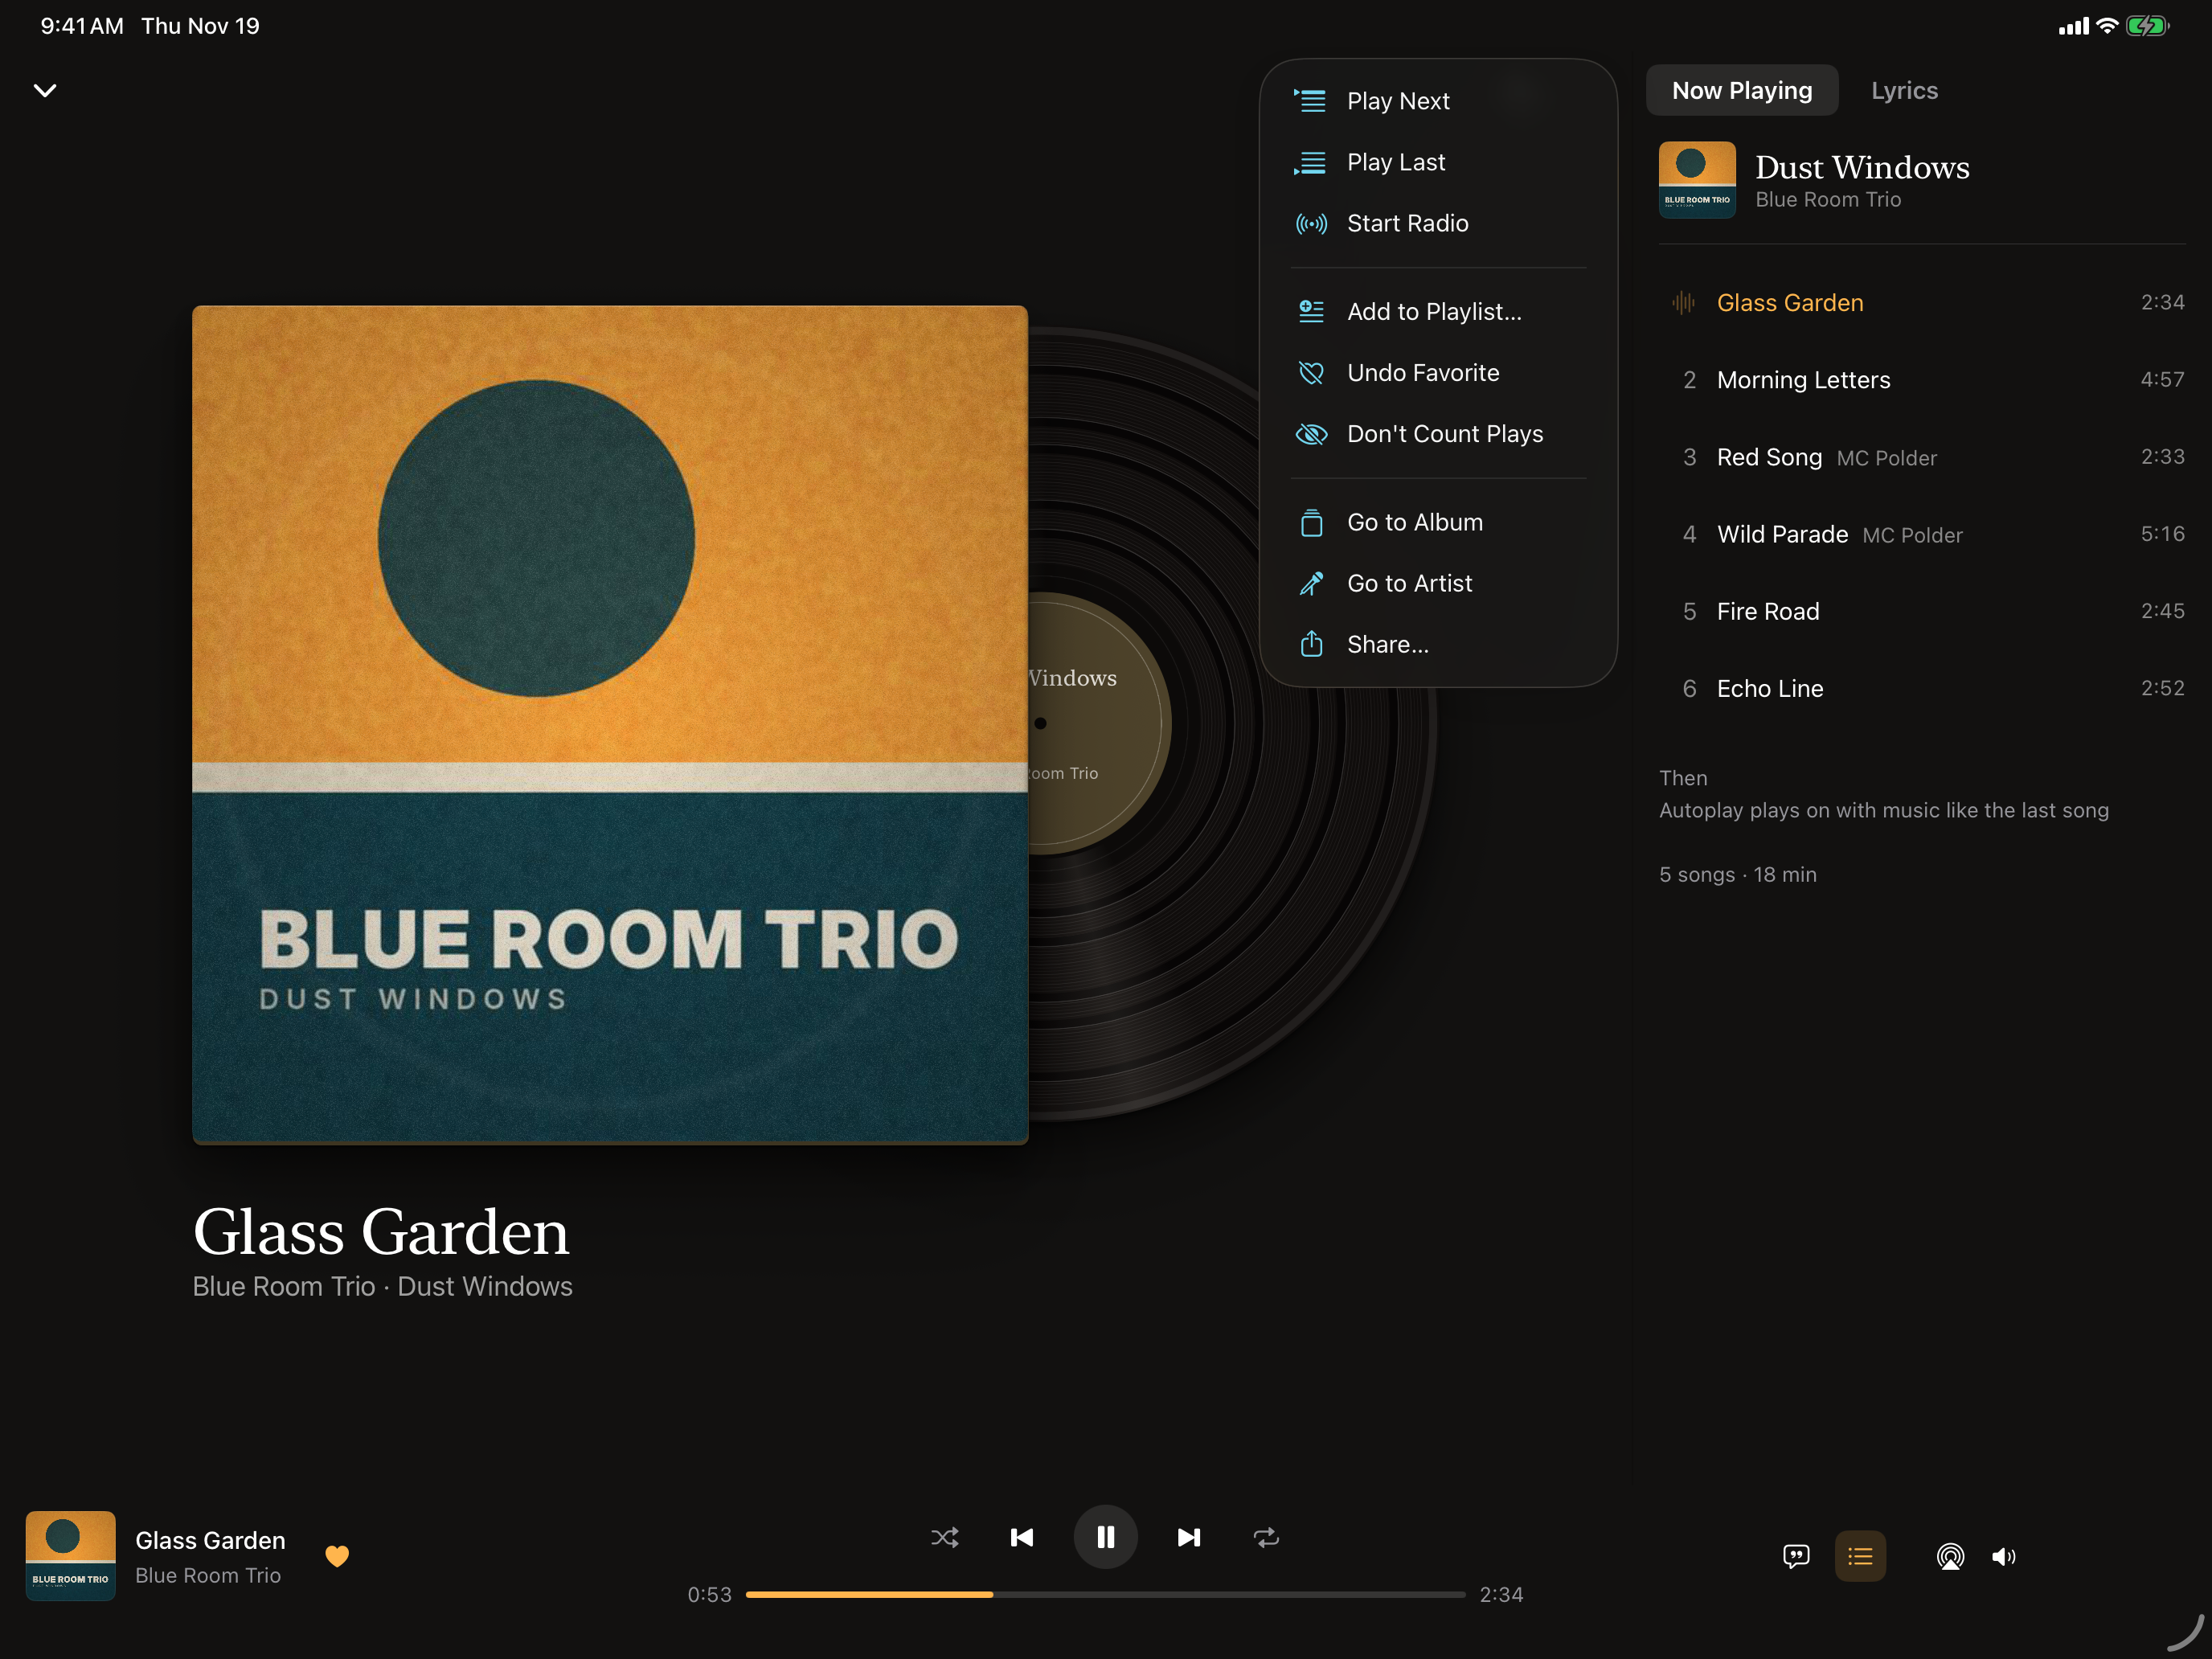 9:41 AM Thu Nov 19
Play Next
Play Last
Start Radio
Add to Playlist...
Undo Favorite
Don't Count Plays
Go to Album
Go to Artist
Share...
Now Playing Lyrics
Dust Windows
Blue Room Trio
BLUE ROOM TRIO
Glass Garden 2:34
2 Morning Letters 4:57
3 Red Song MC Polder 2:33
4 Wild Parade MC Polder 5:16
5 Fire Road 2:45
6 Echo Line 2:52
Then
Autoplay plays on with music like the last song
5 songs · 18 min
BLUE ROOM TRIO
DUST WINDOWS
Windows
oom Trio
Glass Garden
Blue Room Trio · Dust Windows
BLUE ROOM TRIO
Glass Garden
Blue Room Trio
0:53 2:34